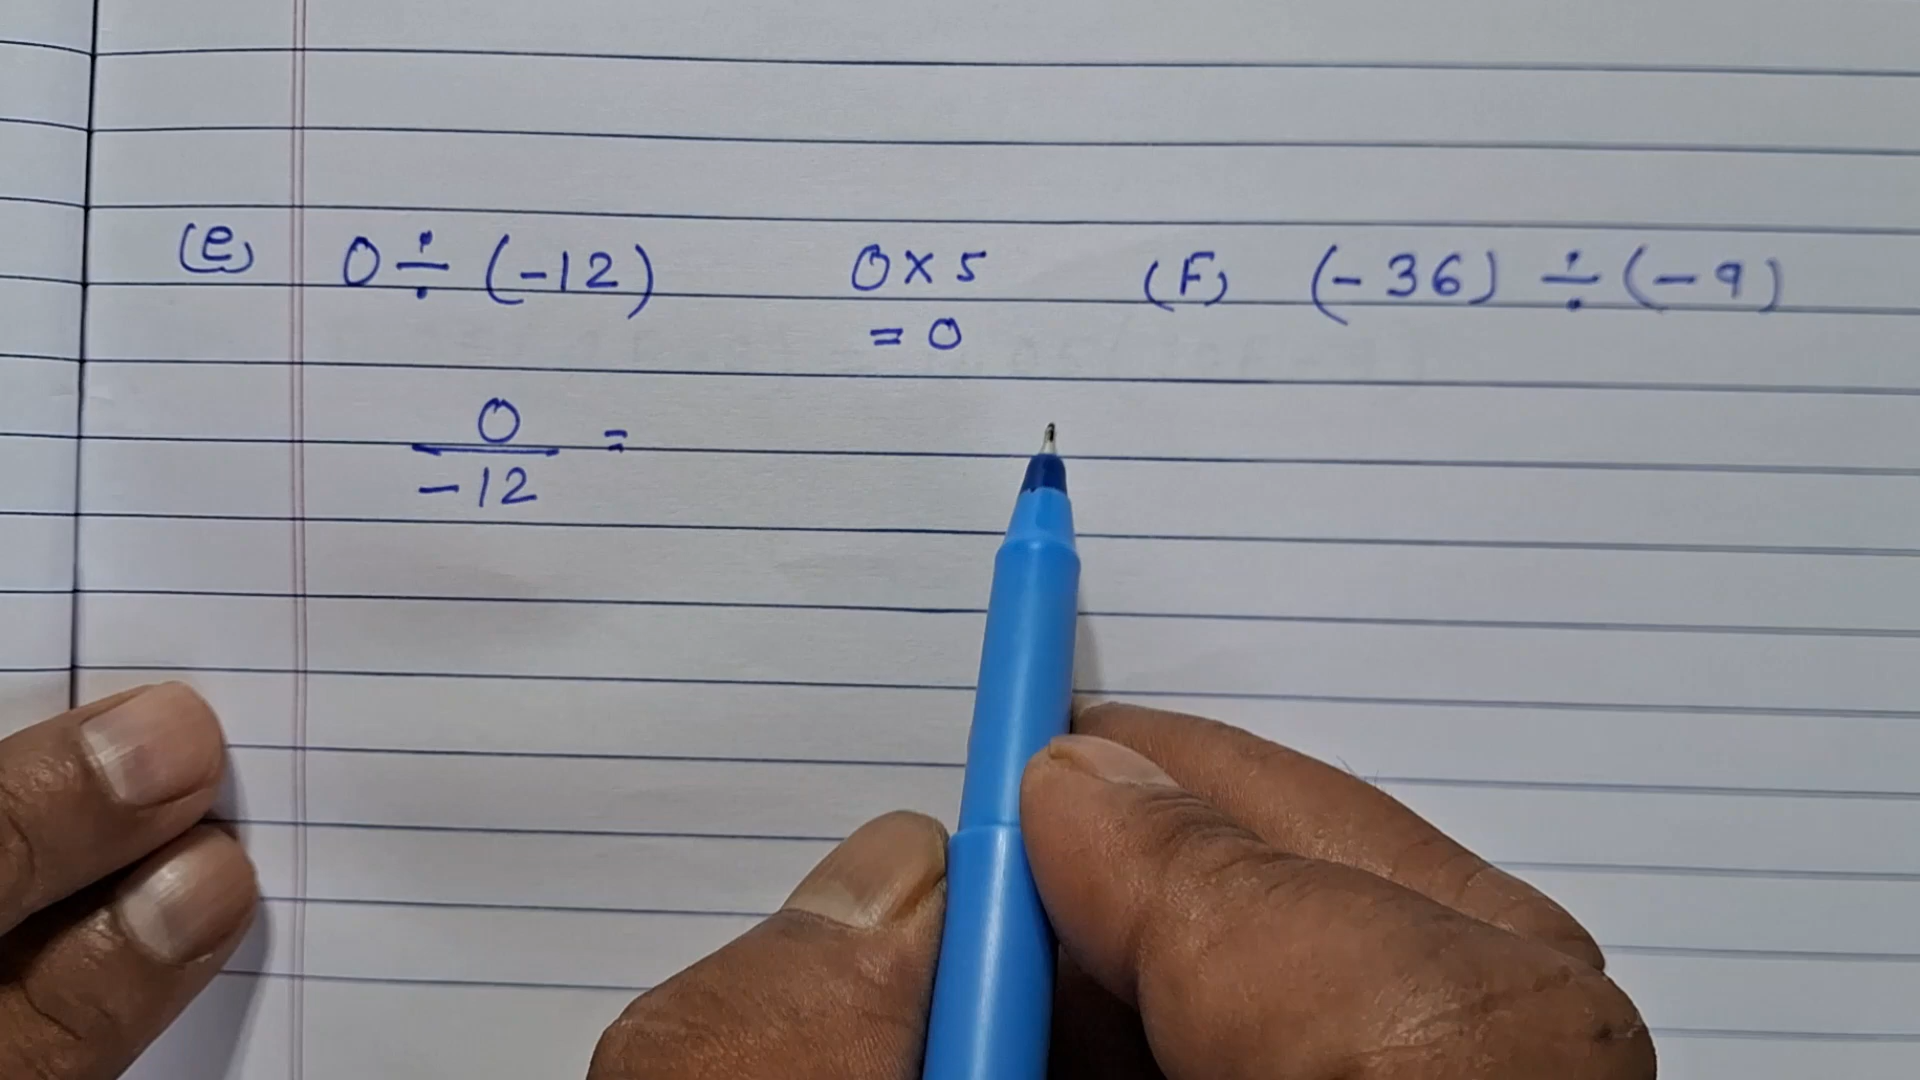 (e) 0 ÷ (-12)
0 × 5
= 0
0
-12 =
(F) (-36) ÷ (-9)